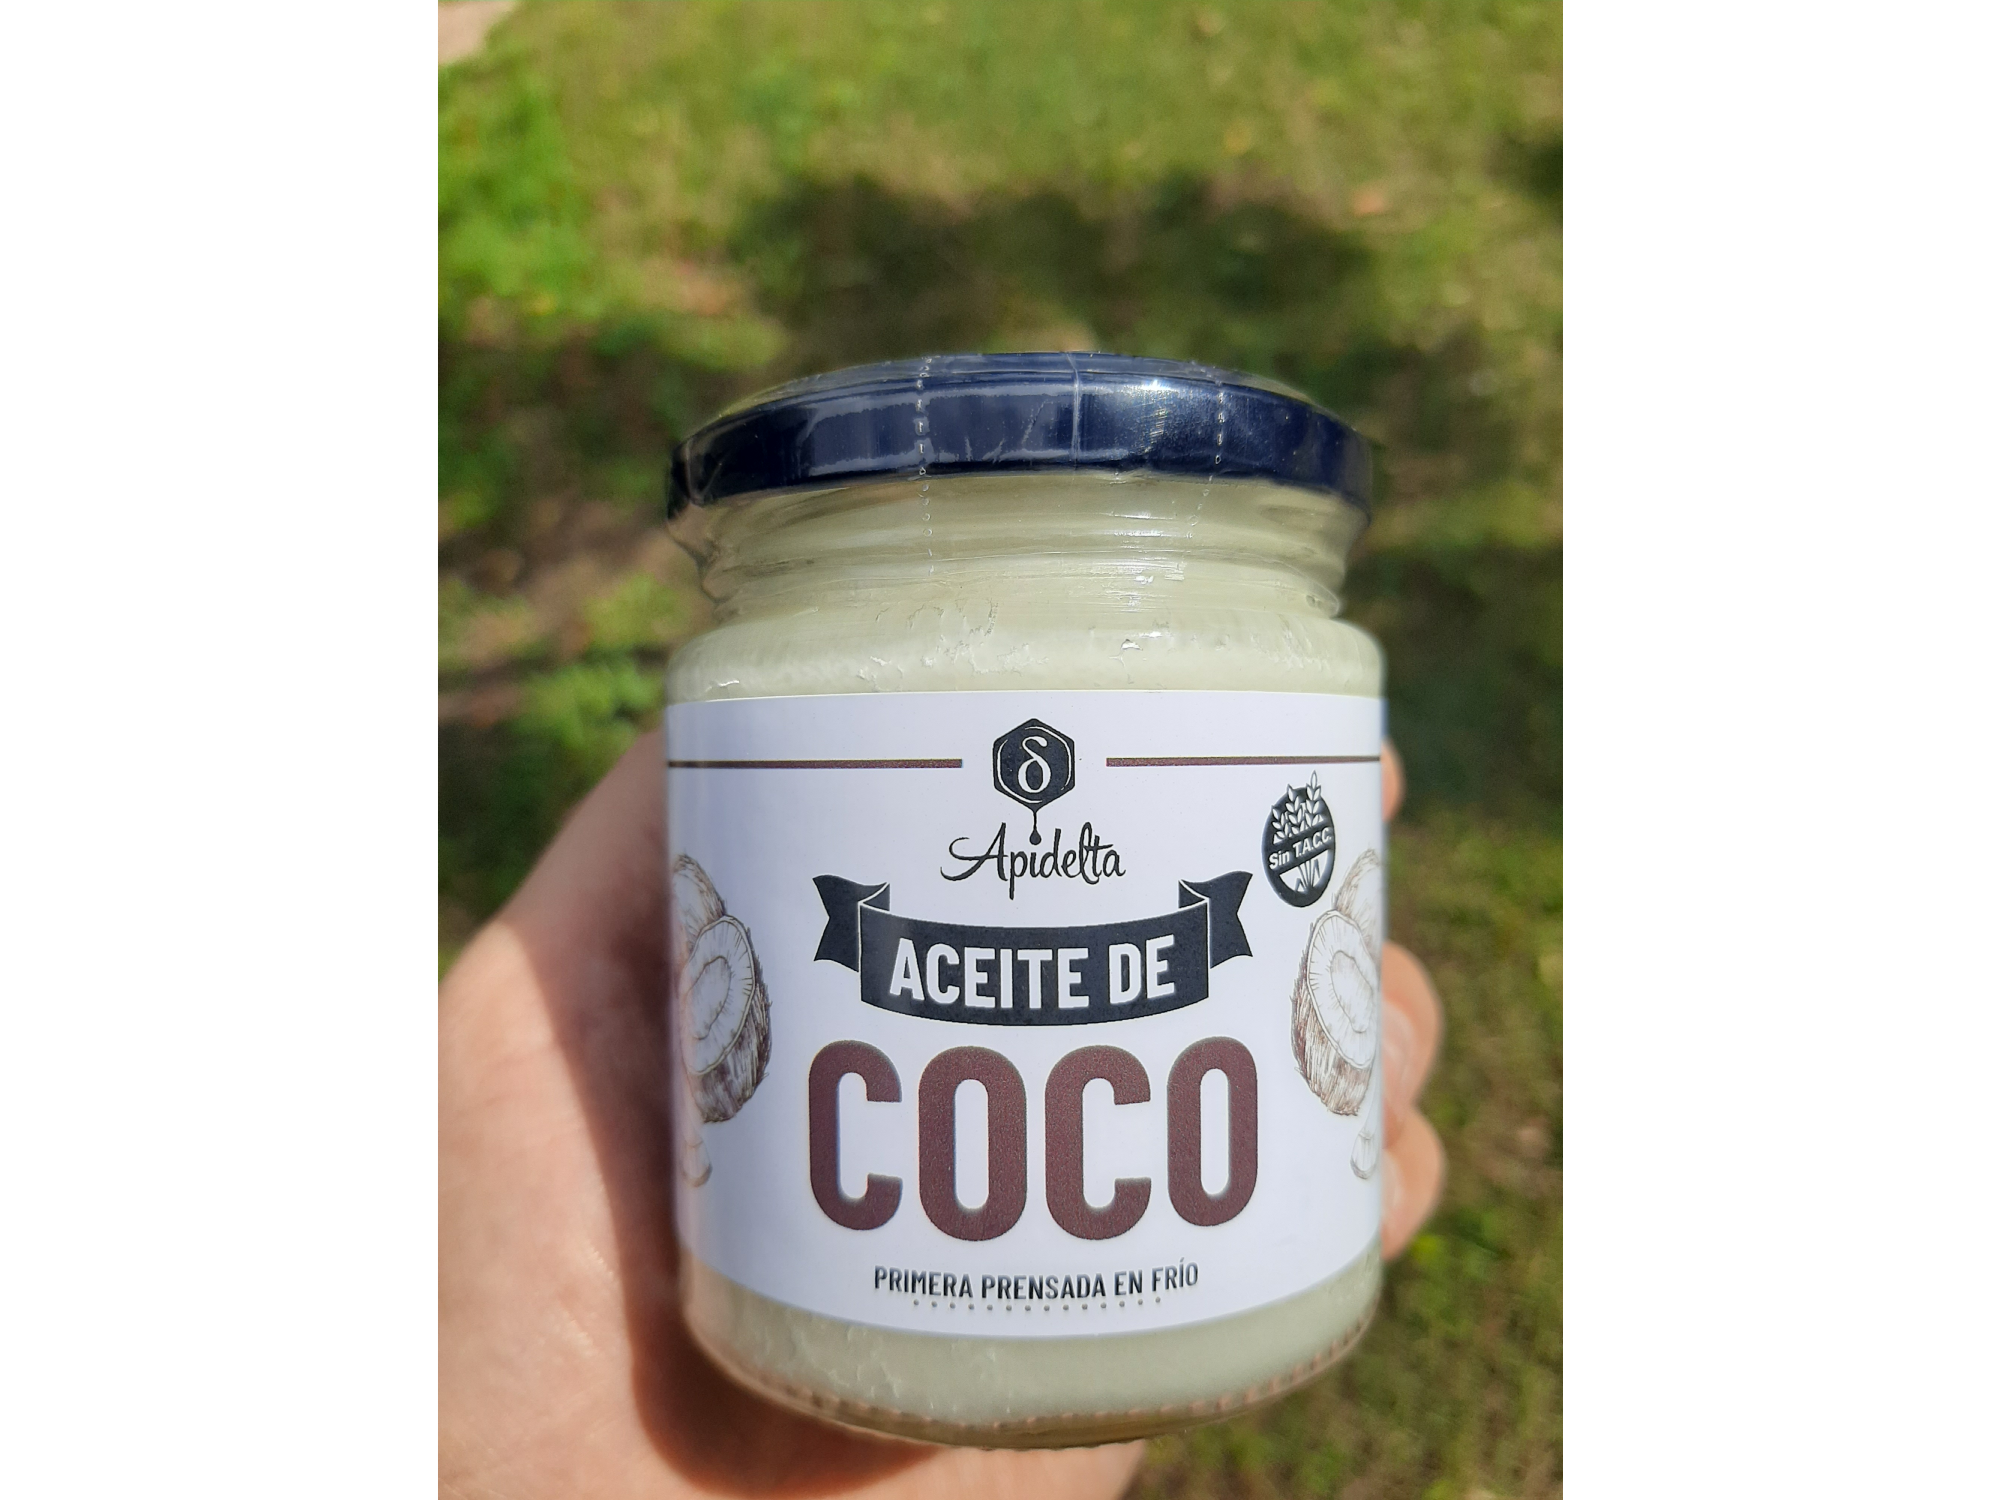 δ
Apidelta
Sin T.A.C.C.
ACEITE DE
COCO
PRIMERA PRENSADA EN FRÍO